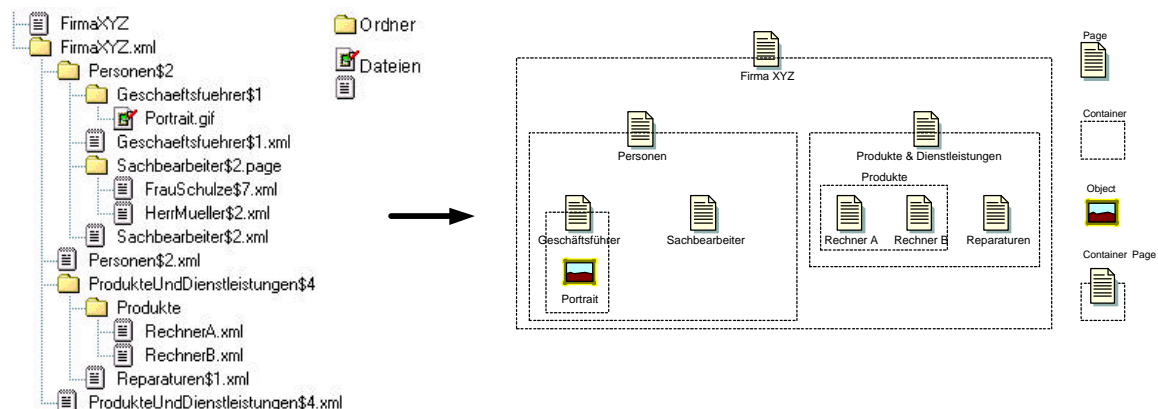 FirmaXYZ
FirmaXYZ.xml
Personen$2
Geschaeftsfuehrer$1
Portrait.gif
Geschaeftsfuehrer$1.xml
Sachbearbeiter$2.page
FrauSchulze$7.xml
HerrMueller$2.xml
Sachbearbeiter$2.xml
Personen$2.xml
ProdukteUndDienstleistungen$4
Produkte
RechnerA.xml
RechnerB.xml
Reparaturen$1.xml
ProdukteUndDienstleistungen$4.xml
Ordner
Dateien
Firma XYZ
Personen
Produkte & Dienstleistungen
Produkte
Geschäftsführer
Sachbearbeiter
Rechner A
Rechner B
Reparaturen
Portrait
Page
Container
Object
Container Page